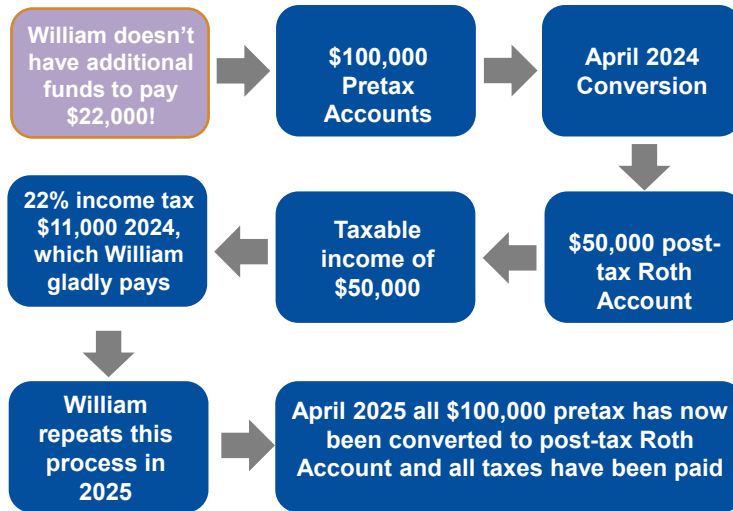 William doesn’t
have additional
funds to pay
$22,000!
$100,000
Pretax
Accounts
April 2024
Conversion
$50,000 post-
tax Roth
Account
Taxable
income of
$50,000
22% income tax
$11,000 2024,
which William
gladly pays
William
repeats this
process in
2025
April 2025 all $100,000 pretax has now
been converted to post-tax Roth
Account and all taxes have been paid